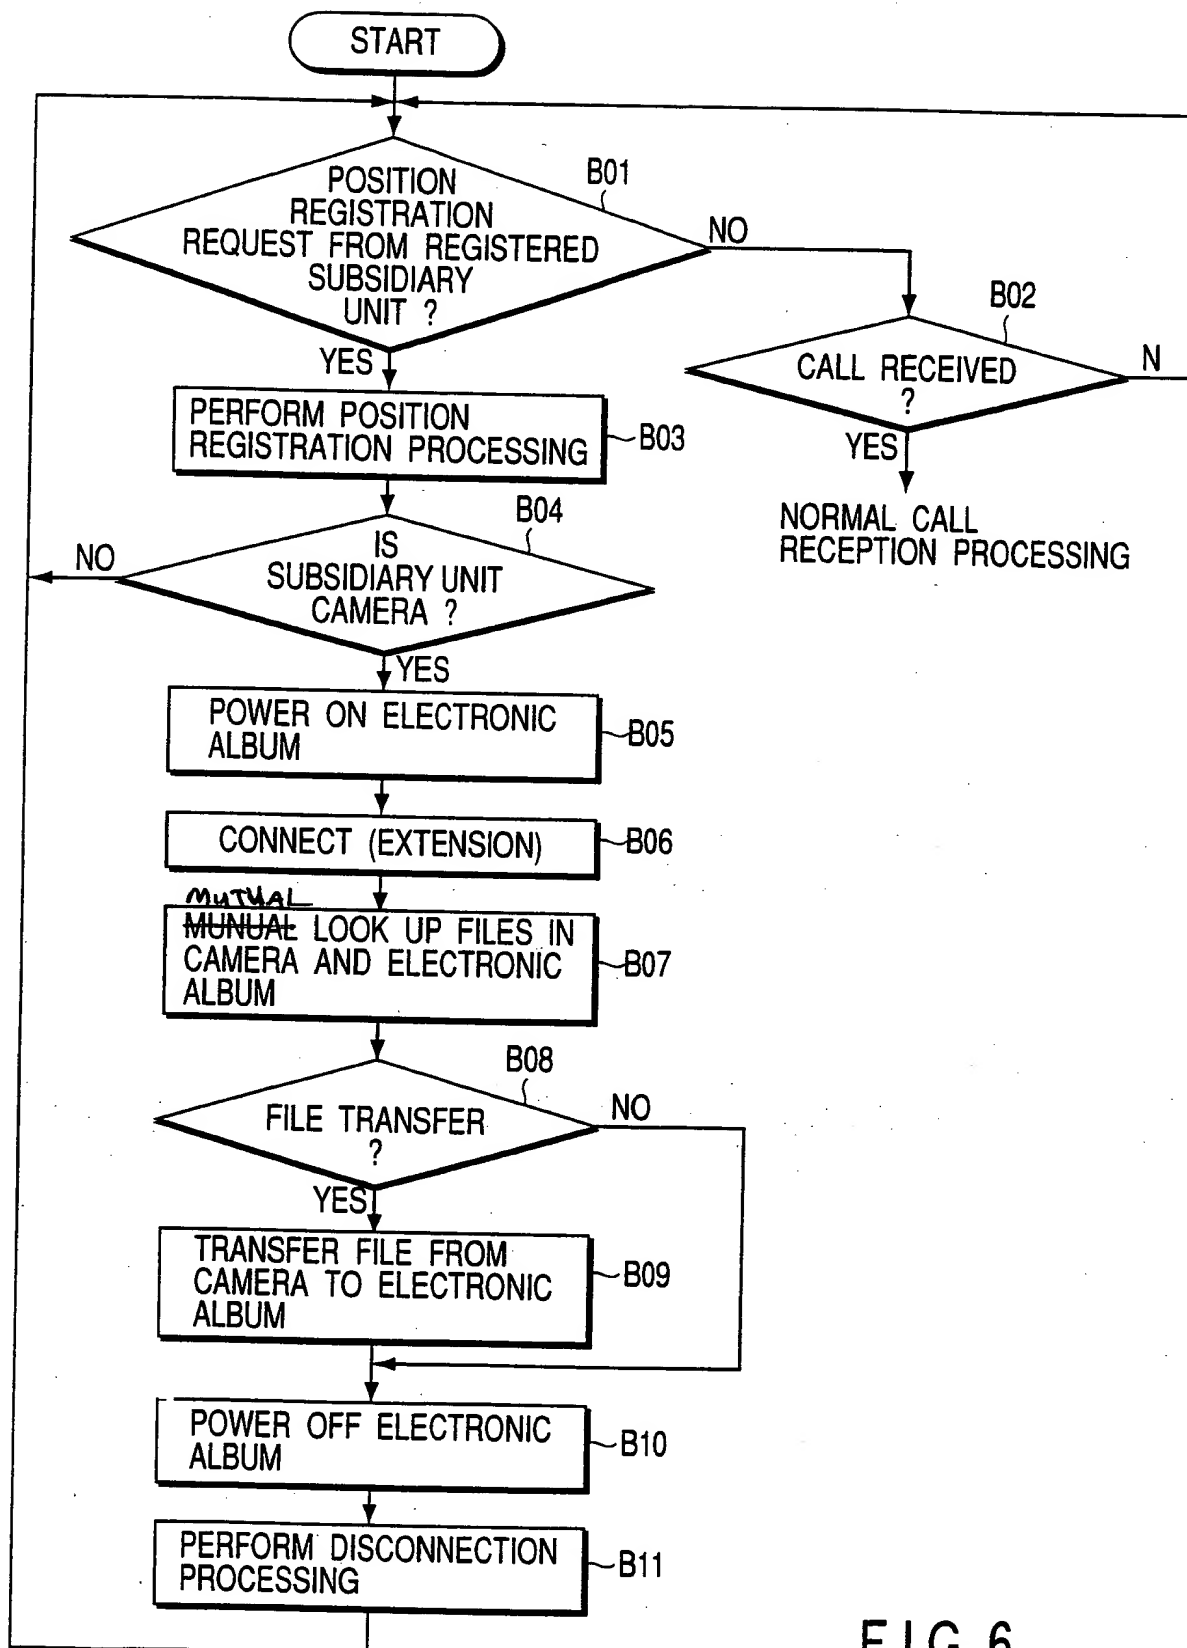 START
POSITION
REGISTRATION
REQUEST FROM REGISTERED
SUBSIDIARY
UNIT ?
B01
NO
YES
CALL RECEIVED
?
B02
N
YES
NORMAL CALL
RECEPTION PROCESSING
PERFORM POSITION
REGISTRATION PROCESSING
B03
IS
SUBSIDIARY UNIT
CAMERA ?
B04
NO
YES
POWER ON ELECTRONIC
ALBUM
B05
CONNECT (EXTENSION)
B06
MUTUAL
MUNUAL LOOK UP FILES IN
CAMERA AND ELECTRONIC
ALBUM
B07
FILE TRANSFER
?
B08
NO
YES
TRANSFER FILE FROM
CAMERA TO ELECTRONIC
ALBUM
B09
POWER OFF ELECTRONIC
ALBUM
B10
PERFORM DISCONNECTION
PROCESSING
B11
FIG. 6